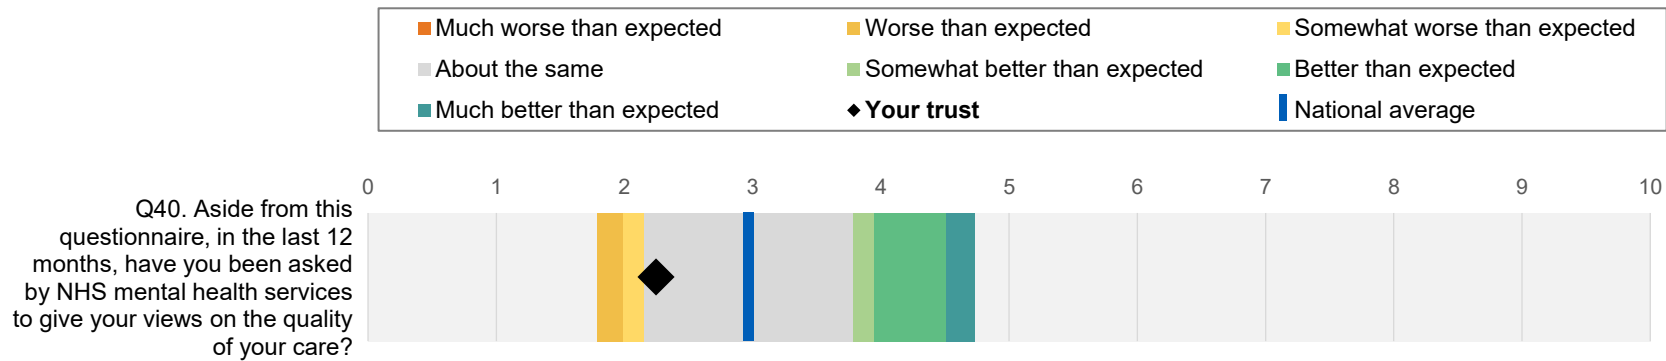 Much worse than expected Worse than expected Somewhat worse than expected
About the same Somewhat better than expected Better than expected
Much better than expected Your trust National average
0 1 2 3 4 5 6 7 8 9 10
Q40. Aside from this
questionnaire, in the last 12
months, have you been asked
by NHS mental health services
to give your views on the quality
of your care?